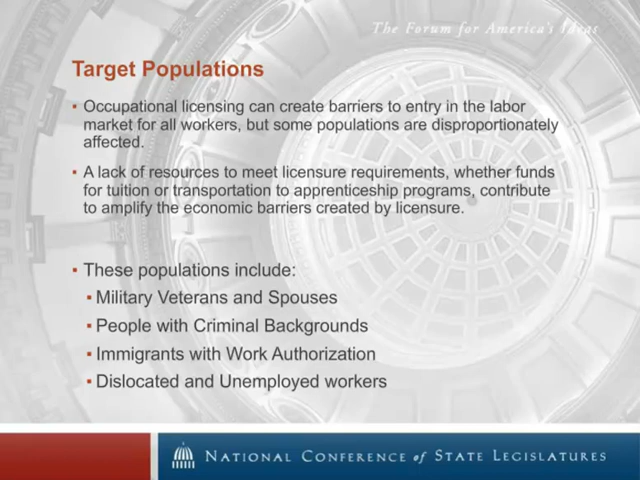 The Forum for America's Ideas
Target Populations
▪ Occupational licensing can create barriers to entry in the labor
market for all workers, but some populations are disproportionately
affected.
▪ A lack of resources to meet licensure requirements, whether funds
for tuition or transportation to apprenticeship programs, contribute
to amplify the economic barriers created by licensure.
▪ These populations include:
▪ Military Veterans and Spouses
▪ People with Criminal Backgrounds
▪ Immigrants with Work Authorization
▪ Dislocated and Unemployed workers
NATIONAL CONFERENCE of STATE LEGISLATURES